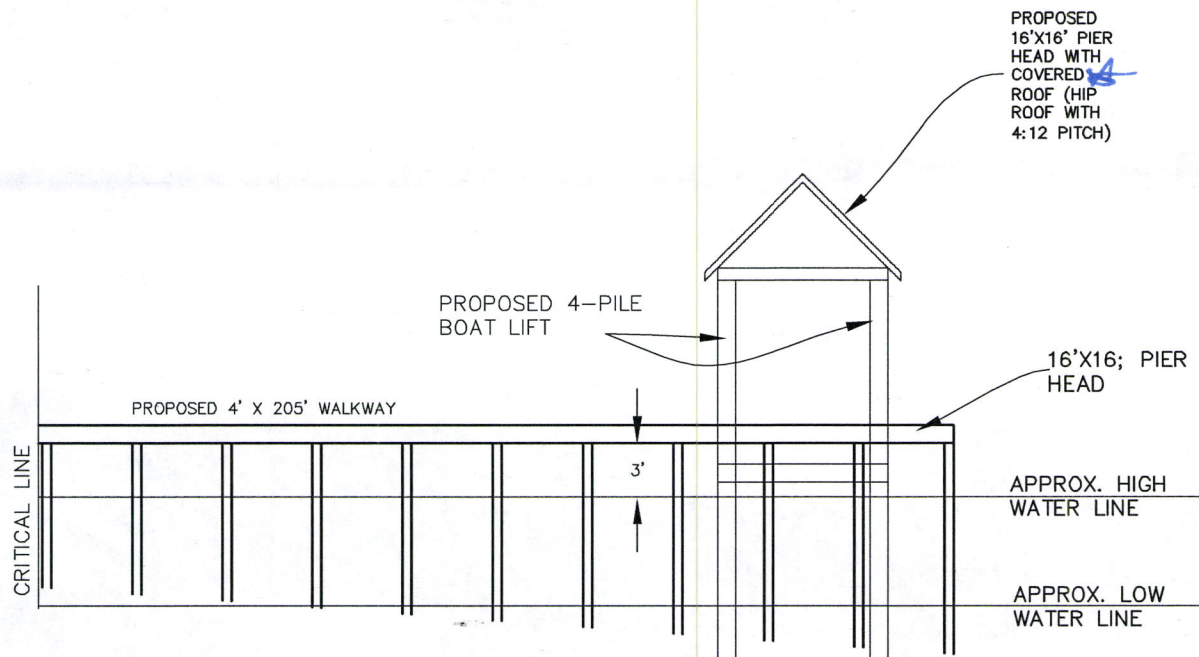 PROPOSED
16'X16' PIER
HEAD WITH
COVERED
ROOF (HIP
ROOF WITH
4:12 PITCH)
PROPOSED 4-PILE
BOAT LIFT
16'X16; PIER
HEAD
PROPOSED 4' X 205' WALKWAY
3'
CRITICAL LINE
APPROX. HIGH
WATER LINE
APPROX. LOW
WATER LINE